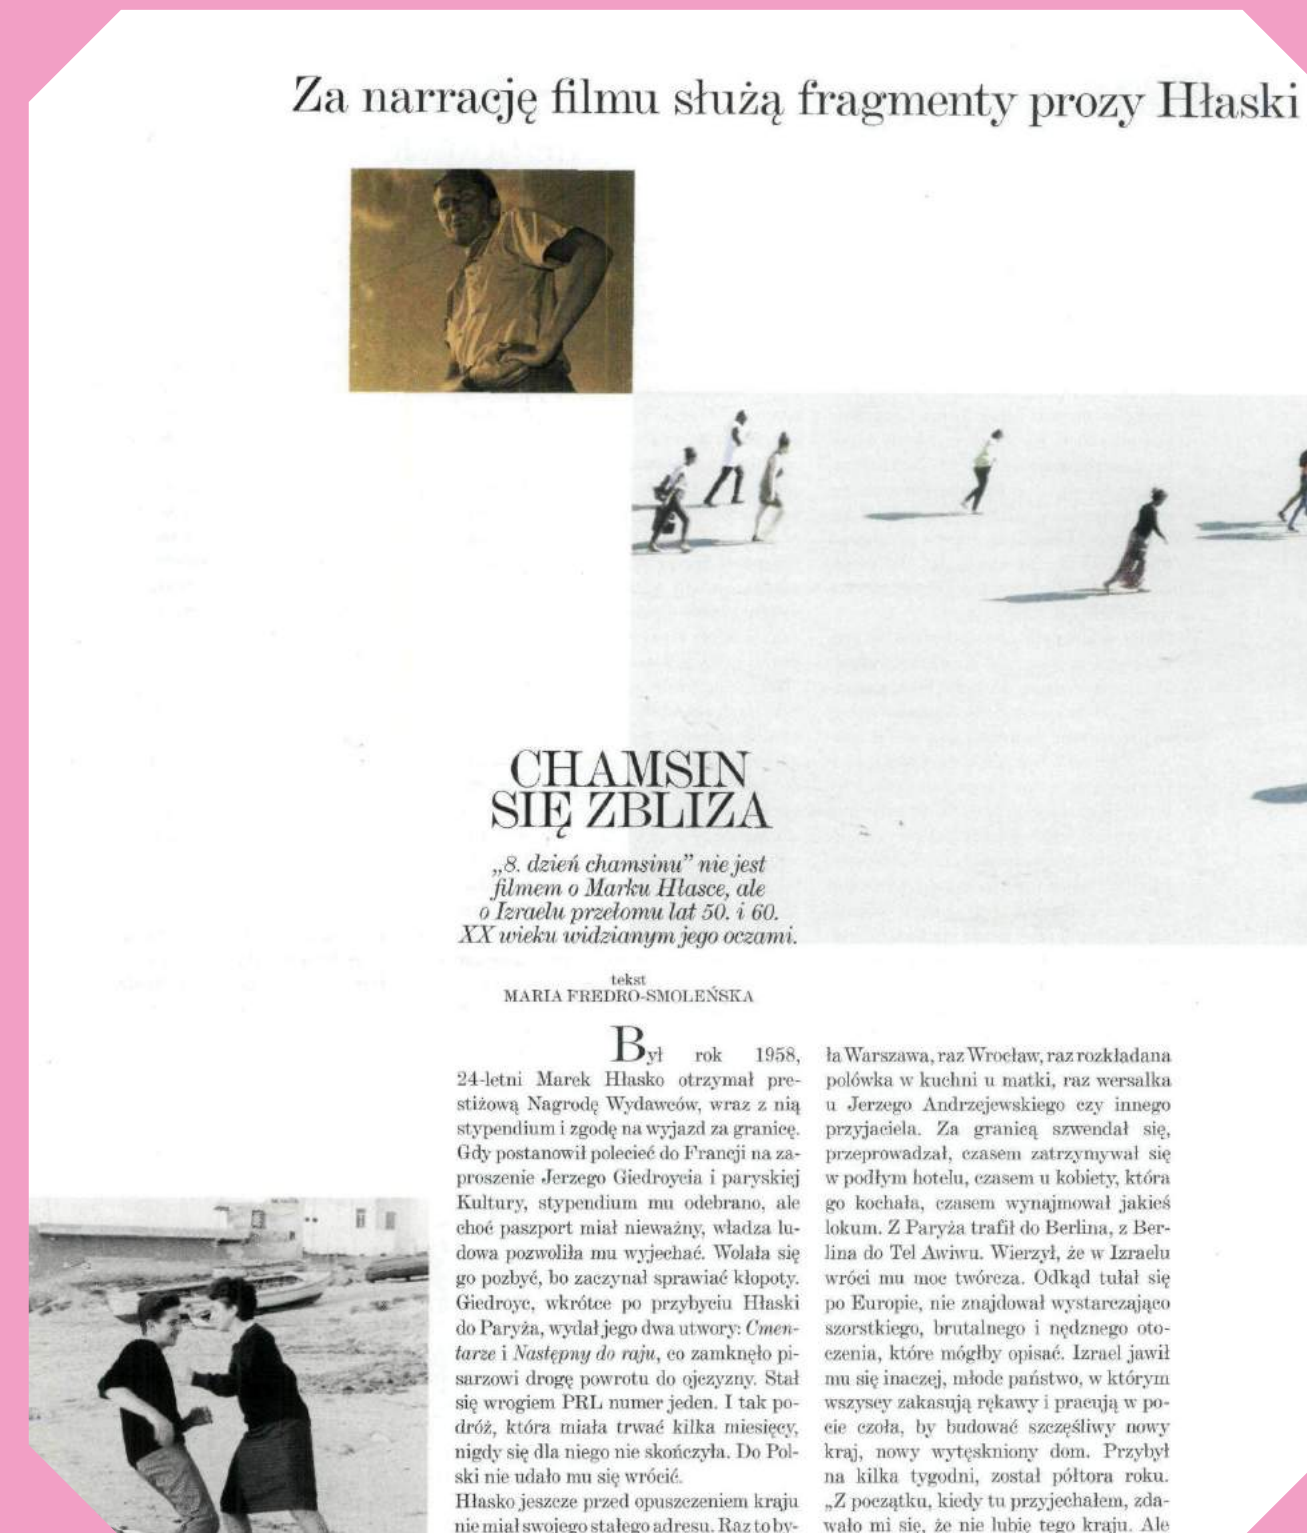 Za narrację filmu służą fragmenty prozy Hłaski
CHAMSIN
SIĘ ZBLIŻA
„8. dzień chamsinu” nie jest
filmem o Marku Hłasce, ale
o Izraelu przełomu lat 50. i 60.
XX wieku widzianym jego oczami.
tekst
MARIA FREDRO-SMOLEŃSKA
Był rok 1958,
24-letni Marek Hłasko otrzymał pre-
stiżową Nagrodę Wydawców, wraz z nią
stypendium i zgodę na wyjazd za granicę.
Gdy postanowił polecieć do Francji na za-
proszenie Jerzego Giedroycia i paryskiej
Kultury, stypendium mu odebrano, ale
choć paszport miał nieważny, władza lu-
dowa pozwoliła mu wyjechać. Wolała się
go pozbyć, bo zaczynał sprawiać kłopoty.
Giedroyc, wkrótce po przybyciu Hłaski
do Paryża, wydał jego dwa utwory: Cmen-
tarze i Następny do raju, co zamknęło pi-
sarzowi drogę powrotu do ojczyzny. Stał
się wrogiem PRL numer jeden. I tak po-
dróż, która miała trwać kilka miesięcy,
nigdy się dla niego nie skończyła. Do Pol-
ski nie udało mu się wrócić.
Hłasko jeszcze przed opuszczeniem kraju
nie miał swojego stałego adresu. Raz to by-
ła Warszawa, raz Wrocław, raz rozkładana
polówka w kuchni u matki, raz wersalka
u Jerzego Andrzejewskiego czy innego
przyjaciela. Za granicą szwendał się,
przeprowadzał, czasem zatrzymywał się
w podłym hotelu, czasem u kobiety, która
go kochała, czasem wynajmował jakieś
lokum. Z Paryża trafił do Berlina, z Ber-
lina do Tel Awiwu. Wierzył, że w Izraelu
wróci mu moc twórcza. Odkąd tułał się
po Europie, nie znajdował wystarczająco
szorstkiego, brutalnego i nędznego oto-
czenia, które mógłby opisać. Izrael jawił
mu się inaczej, młode państwo, w którym
wszyscy zakasują rękawy i pracują w po-
cie czoła, by budować szczęśliwy nowy
kraj, nowy wytęskniony dom. Przybył
na kilka tygodni, został półtora roku.
„Z początku, kiedy tu przyjechałem, zda-
wało mi się, że nie lubię tego kraju. Ale